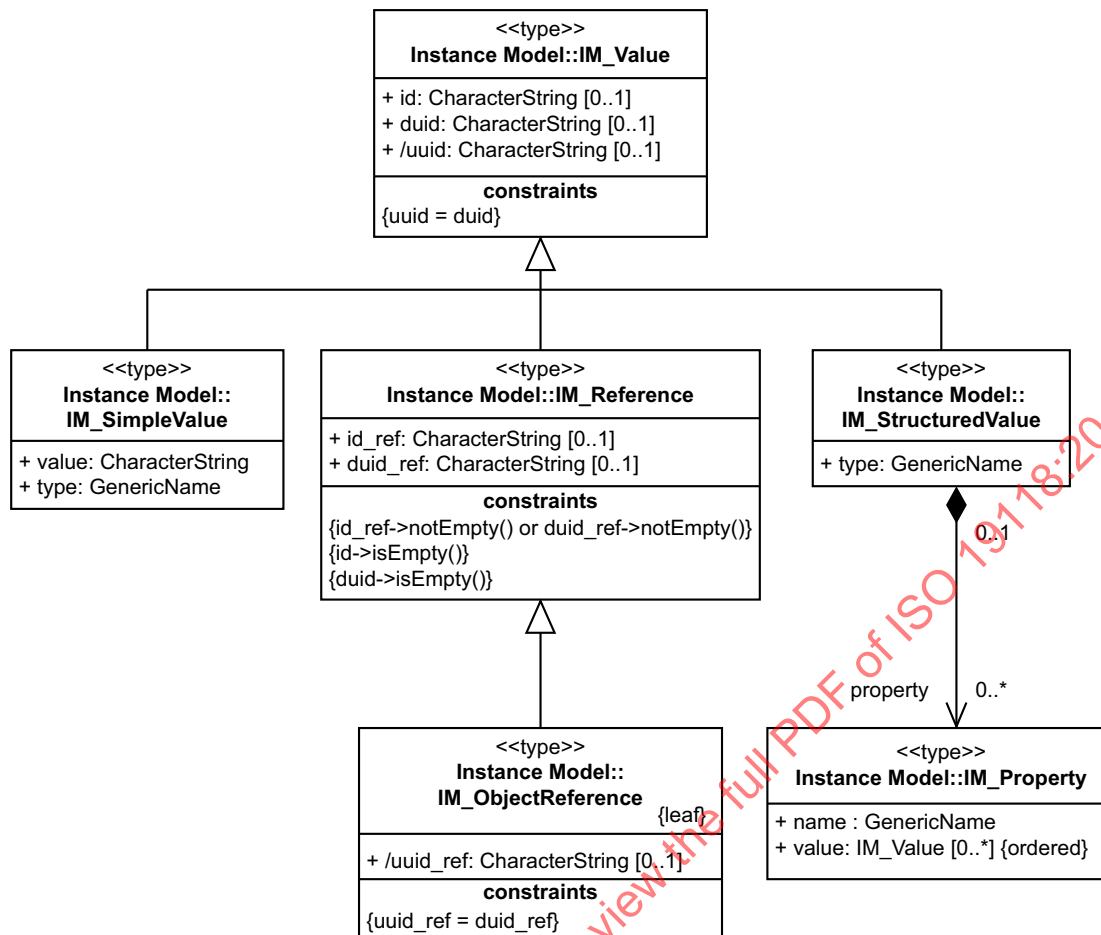 <<type>>
Instance Model::IM_Value
+ id: CharacterString [0..1]
+ duid: CharacterString [0..1]
+ /uuid: CharacterString [0..1]
constraints
{uuid = duid}
<<type>>
Instance Model::
IM_SimpleValue
+ value: CharacterString
+ type: GenericName
<<type>>
Instance Model::IM_Reference
+ id_ref: CharacterString [0..1]
+ duid_ref: CharacterString [0..1]
constraints
{id_ref->notEmpty() or duid_ref->notEmpty()}
{id->isEmpty()}
{duid->isEmpty()}
<<type>>
Instance Model::
IM_StructuredValue
+ type: GenericName
0..1
property
0..*
<<type>>
Instance Model::
IM_ObjectReference
{leaf}
+ /uuid_ref: CharacterString [0..1]
constraints
{uuid_ref = duid_ref}
<<type>>
Instance Model::IM_Property
+ name : GenericName
+ value: IM_Value [0..*] {ordered}
view the full PDF of ISO 19118:20